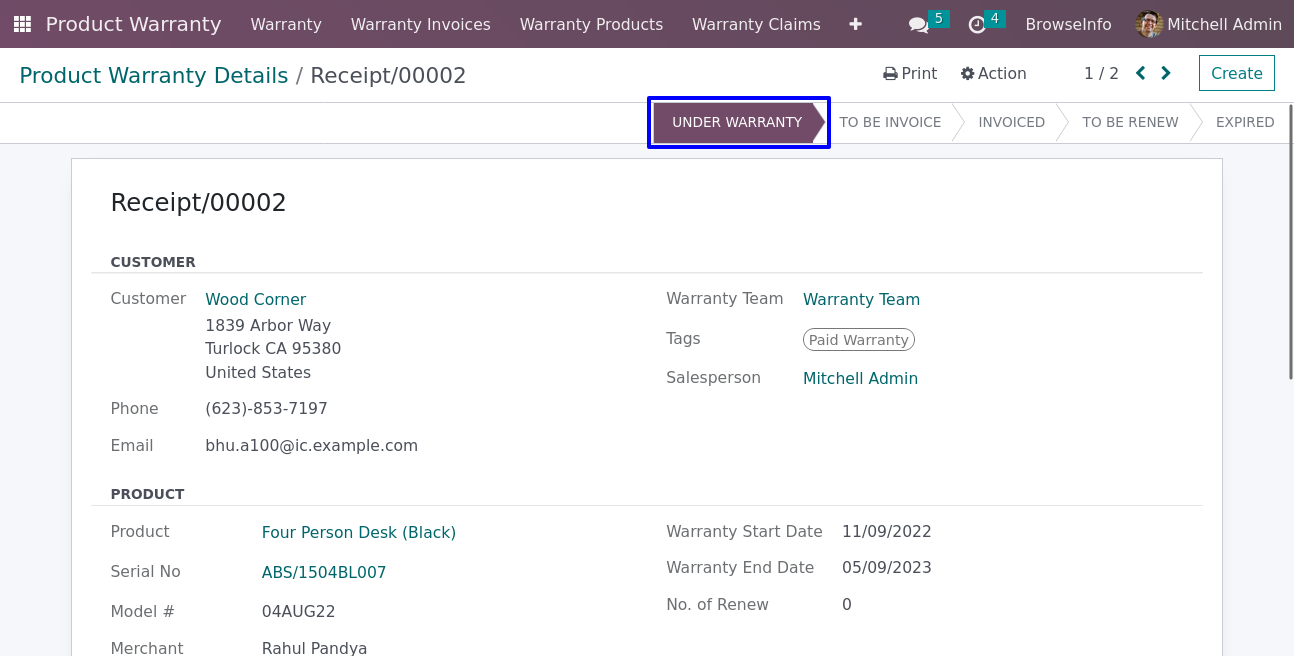 Product Warranty Warranty Warranty Invoices Warranty Products Warranty Claims + 5 4 BrowseInfo Mitchell Admin
Product Warranty Details / Receipt/00002 Print Action 1 / 2 Create
UNDER WARRANTY TO BE INVOICE INVOICED TO BE RENEW EXPIRED
Receipt/00002
CUSTOMER
Customer Wood Corner Warranty Team Warranty Team
1839 Arbor Way
Turlock CA 95380 Tags Paid Warranty
United States Salesperson Mitchell Admin
Phone (623)-853-7197
Email bhu.a100@ic.example.com
PRODUCT
Product Four Person Desk (Black) Warranty Start Date 11/09/2022
Serial No ABS/1504BL007 Warranty End Date 05/09/2023
Model # 04AUG22 No. of Renew 0
Merchant Rahul Pandya